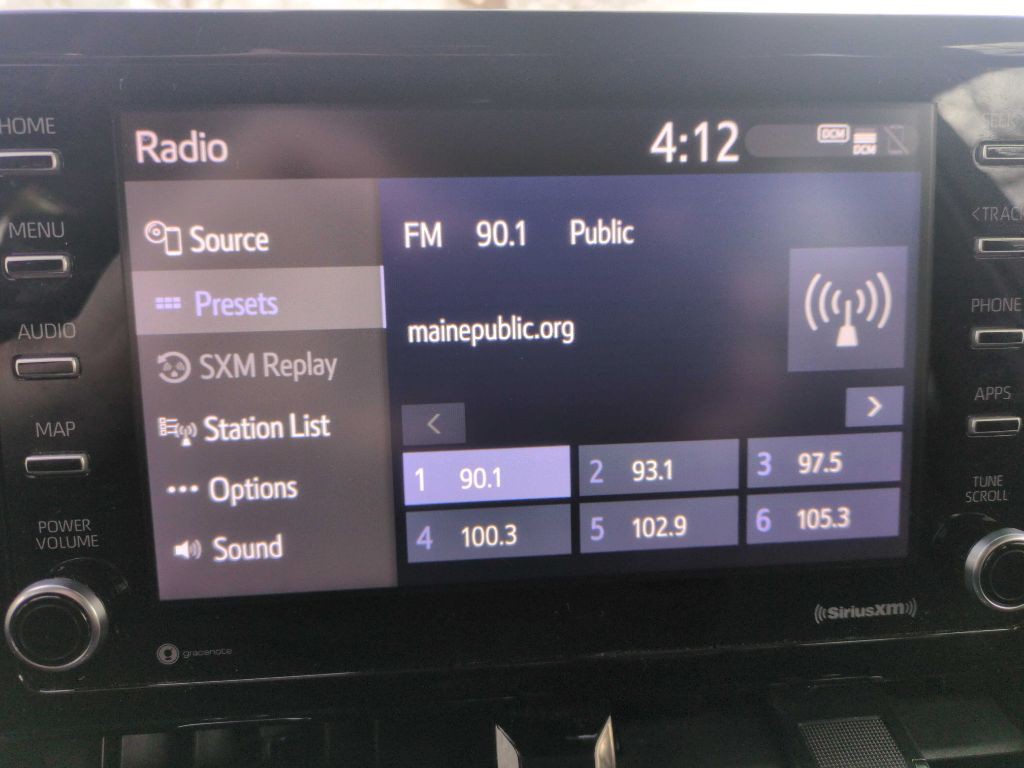 HOME
MENU
AUDIO
MAP
POWER
VOLUME
Radio
4:12
DCM
DCM
Source
Presets
SXM Replay
Station List
Options
Sound
FM 90.1 Public
mainepublic.org
<
>
1 90.1 2 93.1 3 97.5
4 100.3 5 102.9 6 105.3
gracenote
SiriusXM
PHONE
APPS
TUNE
SCROLL